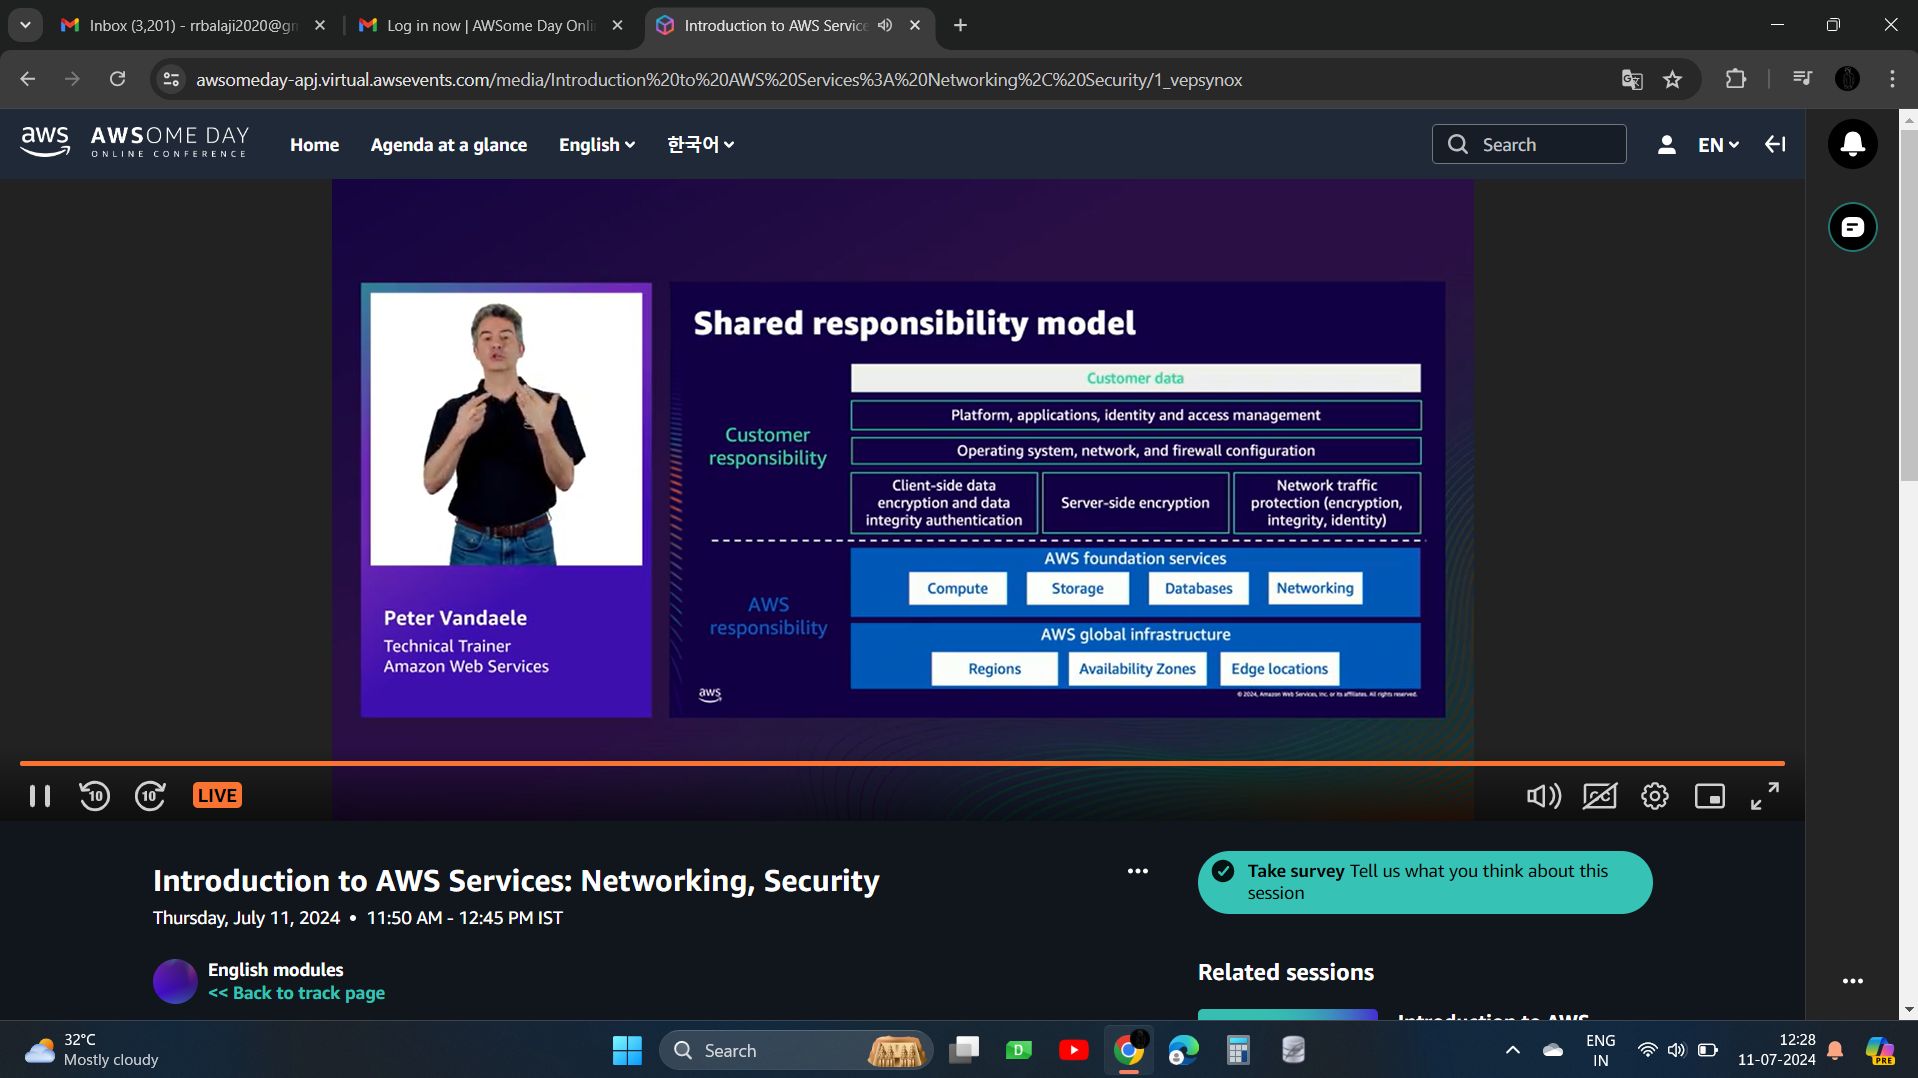 Inbox (3,201) - rrbalaji2020@gm
Log in now | AWSome Day Onli
Introduction to AWS Service
awsomeday-apj.virtual.awsevents.com/media/Introduction%20to%20AWS%20Services%3A%20Networking%2C%20Security/1_vepsynox
aws AWSOME DAY
ONLINE CONFERENCE
Home
Agenda at a glance
English
한국어
Search
EN
Shared responsibility model
Customer data
Platform, applications, identity and access management
Customer
responsibility
Operating system, network, and firewall configuration
Client-side data
encryption and data
integrity authentication
Server-side encryption
Network traffic
protection (encryption,
integrity, identity)
AWS foundation services
Compute
Storage
Databases
Networking
AWS
responsibility
AWS global infrastructure
Regions
Availability Zones
Edge locations
aws
© 2024, Amazon Web Services, Inc. or its affiliates. All rights reserved.
Peter Vandaele
Technical Trainer
Amazon Web Services
10
10
LIVE
Introduction to AWS Services: Networking, Security
Thursday, July 11, 2024 • 11:50 AM - 12:45 PM IST
English modules
<< Back to track page
Take survey Tell us what you think about this
session
Related sessions
Introduction to AWS
32°C
Mostly cloudy
Search
D
ENG
IN
12:28
11-07-2024
PRE